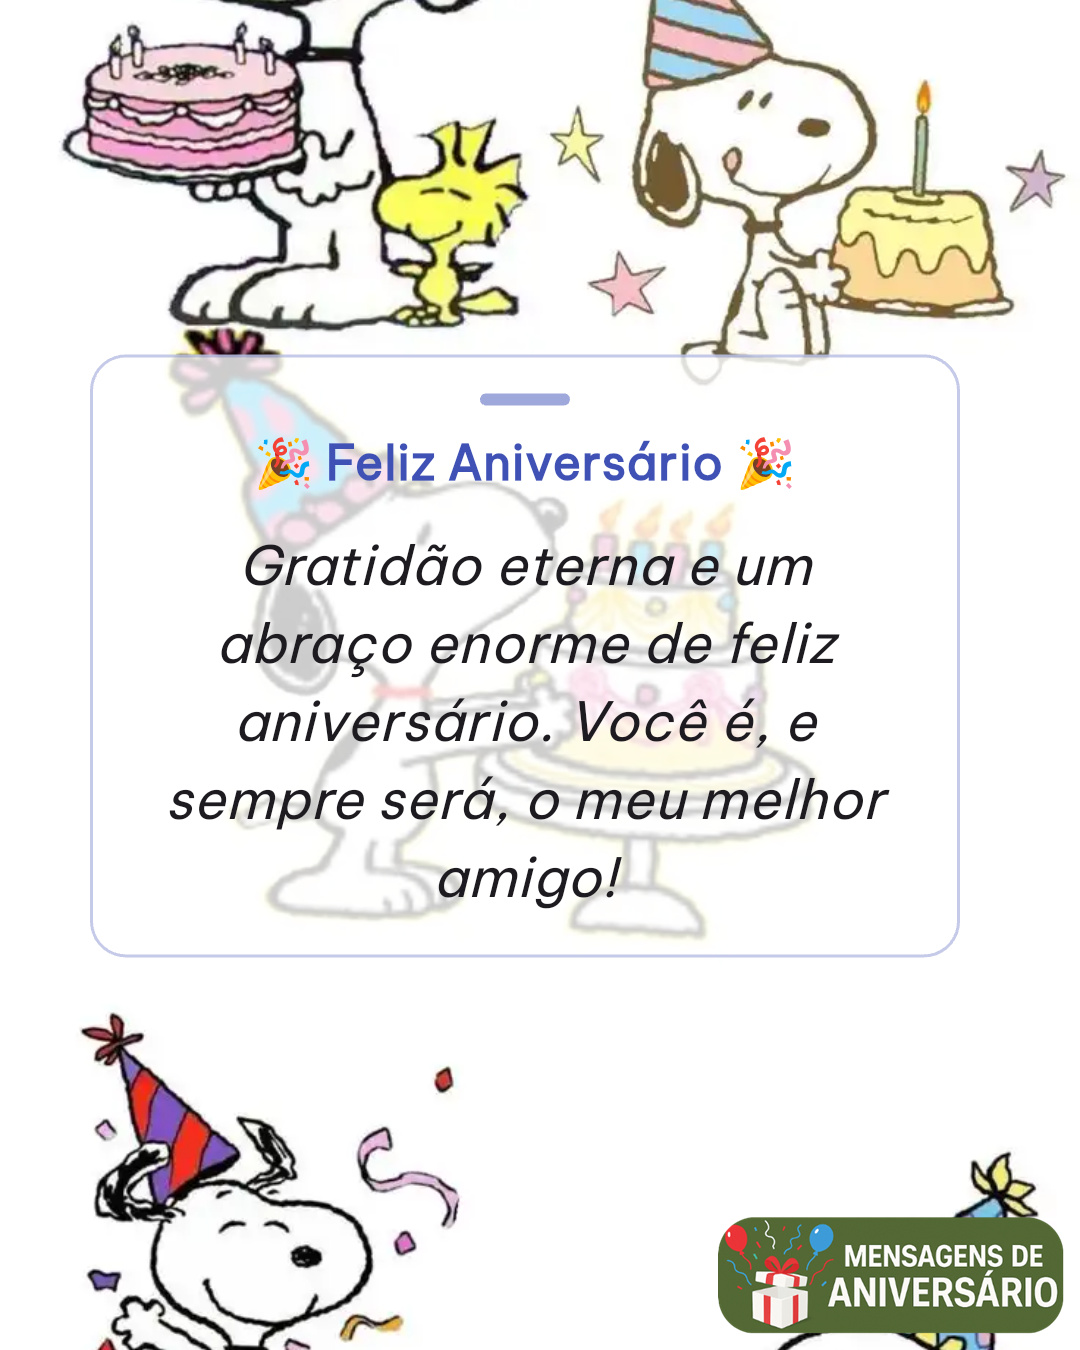 🎉 Feliz Aniversário 🎉
Gratidão eterna e um
abraço enorme de feliz
aniversário. Você é, e
sempre será, o meu melhor
amigo!
MENSAGENS DE
ANIVERSÁRIO